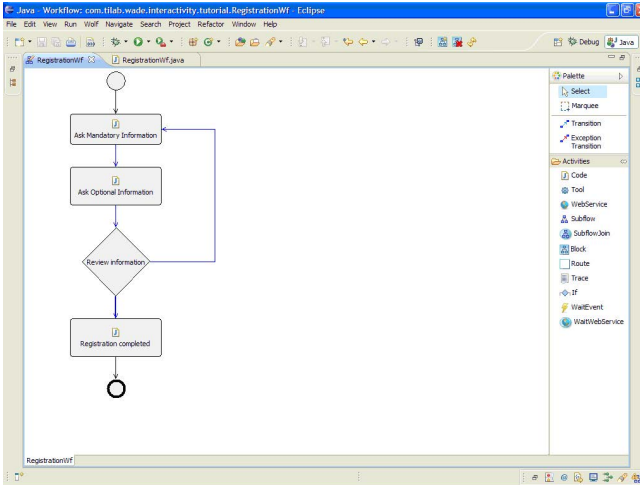 Java - Workflow: com.tilab.wade.interactivity.tutorial.RegistrationWf - Eclipse
File Edit View Run Wolf Navigate Search Project Refactor Window Help
Debug Java
RegistrationWf RegistrationWf.java
Palette
Select
Marquee
Transition
Exception
Transition
Activities
Code
Tool
WebService
Subflow
SubflowJoin
Block
Route
Trace
If
WaitEvent
WaitWebService
Ask Mandatory Information
Ask Optional Information
Review information
Registration completed
RegistrationWf